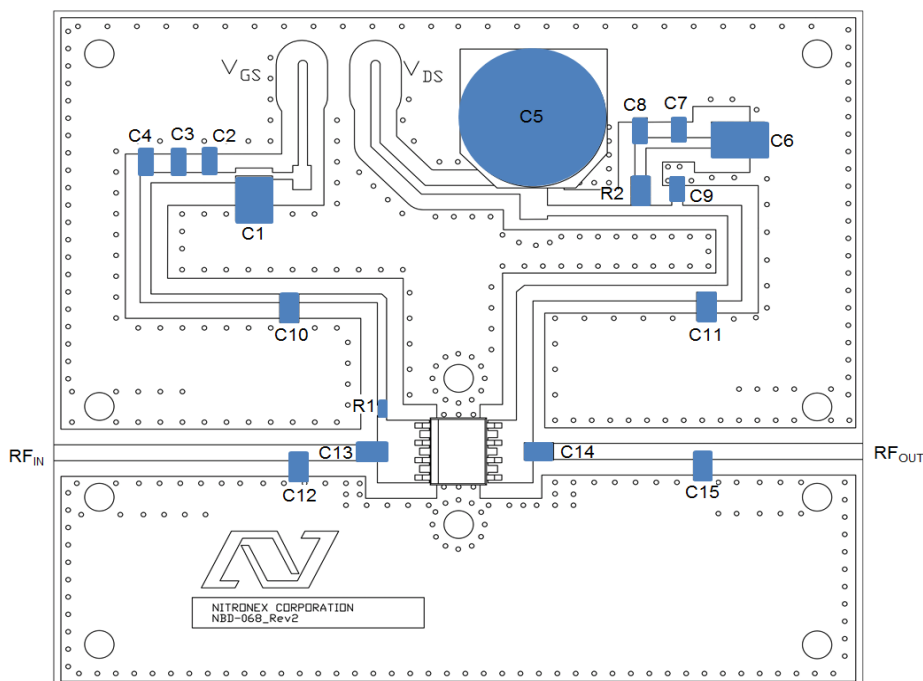 VGS
VDS
C5
C8
C7
C6
C4
C3
C2
R2
C9
C1
C10
C11
R1
RFIN
C13
C14
RFOUT
C12
C15
NITRONEX CORPORATION
NBD-068_Rev2